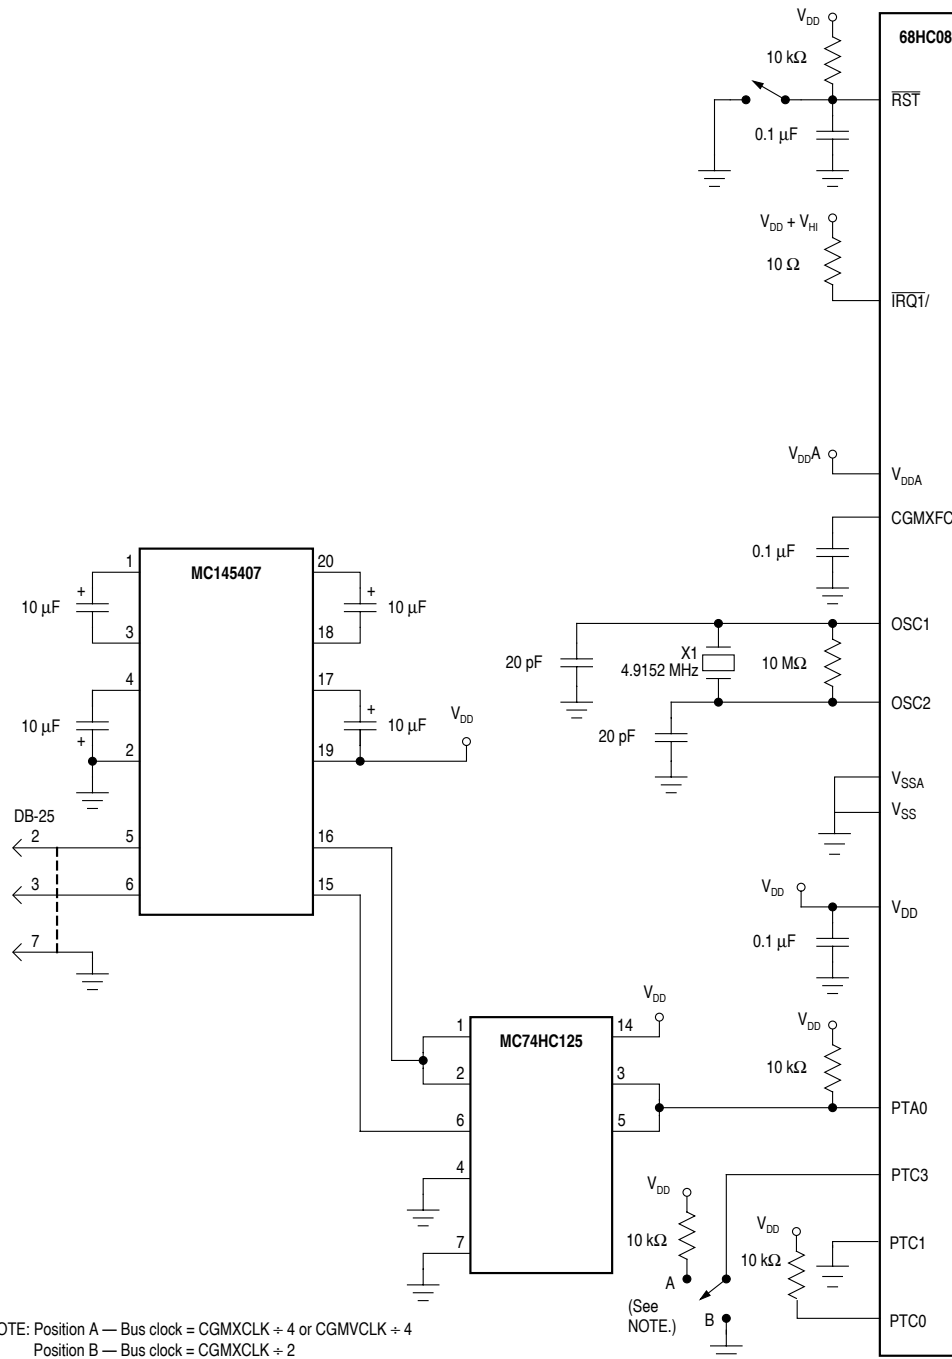 V_DD
68HC08
10 kΩ
RST
0.1 μF
V_DD + V_HI
10 Ω
IRQ1/
V_DDA
V_DDA
CGMXFC
0.1 μF
1
MC145407
20
+
+
10 μF
10 μF
3
18
OSC1
X1
20 pF
4.9152 MHz
10 MΩ
4
17
OSC2
+
V_DD
10 μF
10 μF
20 pF
+
2
19
V_SSA
V_SS
DB-25
2
5
16
3
6
15
V_DD
V_DD
7
0.1 μF
V_DD
1
MC74HC125
14
V_DD
2
3
10 kΩ
6
5
PTA0
4
PTC3
V_DD
V_DD
10 kΩ
PTC1
7
10 kΩ
A
(See
NOTE.)
B
PTC0
OTE: Position A — Bus clock = CGMXCLK ÷ 4 or CGMVCLK ÷ 4
Position B — Bus clock = CGMXCLK ÷ 2